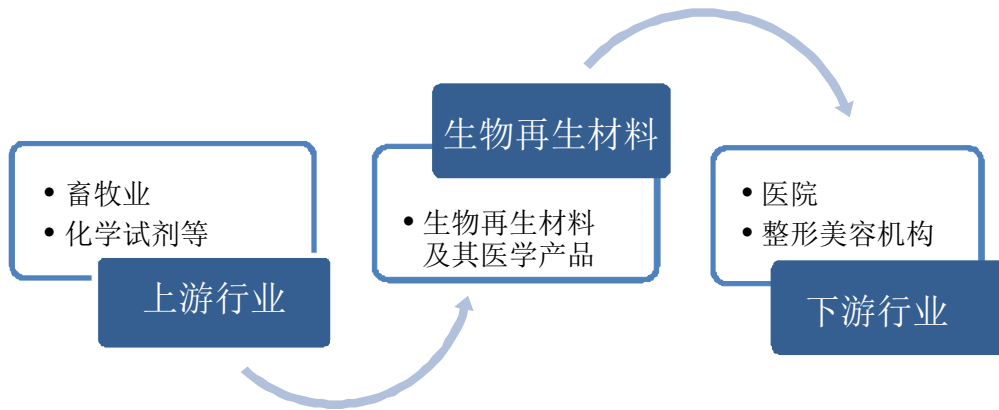 • 畜牧业
• 化学试剂等
上游行业
生物再生材料
• 生物再生材料
及其医学产品
• 医院
• 整形美容机构
下游行业